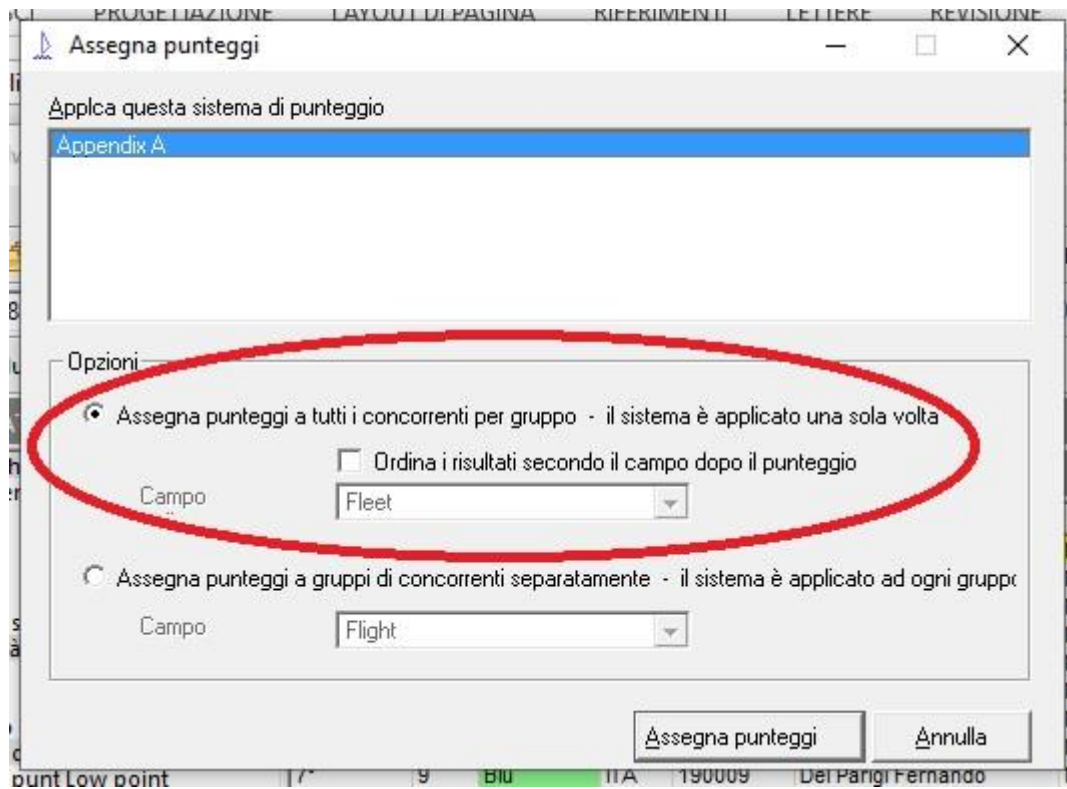 PROGETTAZIONE LAYOUT DI PAGINA RIFERIMENTI LETTERE REVISIONE
Assegna punteggi
Applca questa sistema di punteggio
Appendix A
Opzioni
Assegna punteggi a tutti i concorrenti per gruppo - il sistema è applicato una sola volta
Ordina i risultati secondo il campo dopo il punteggio
Campo
Fleet
Assegna punteggi a gruppi di concorrenti separatamente - il sistema è applicato ad ogni gruppo
Campo
Flight
Assegna punteggi Annulla
punt Low point 7° 9 Blu ITA 190009 Del Parigi Fernando